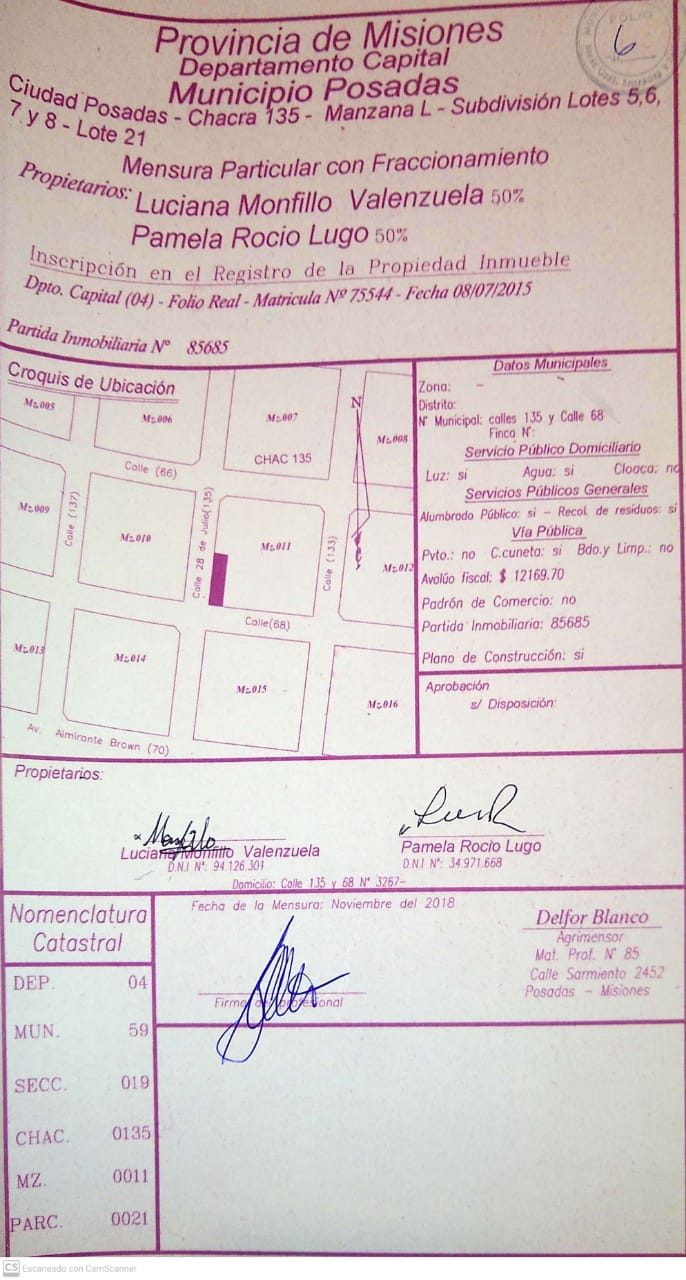 FOLIO
6
Provincia de Misiones
Departamento Capital
Municipio Posadas
Ciudad Posadas - Chacra 135 - Manzana L - Subdivisión Lotes 5,6,
7 y 8 - Lote 21
Mensura Particular con Fraccionamiento
Propietarios: Luciana Monfillo Valenzuela 50%
Pamela Rocio Lugo 50%
Inscripción en el Registro de la Propiedad Inmueble
Dpto. Capital (04) - Folio Real - Matricula Nº 75544 - Fecha 08/07/2015
Partida Inmobiliaria Nº 85685
Croquis de Ubicación
Mz.005
Mz.006
Mz.007
N
Mz.008
Calle (66)
CHAC 135
Mz.009
Calle (137)
Mz.010
Calle 28 de Julio(135)
Mz.011
Calle (133)
Mz.012
Calle(68)
Mz.013
Mz.014
Mz.015
Mz.016
Av. Almirante Brown (70)
Datos Municipales
Zona: -
Distrito:
Nº Municipal: calles 135 y Calle 68
Finca Nº:
Servicio Público Domiciliario
Luz: si Agua: si Cloaca: no
Servicios Públicos Generales
Alumbrado Público: si - Recol. de residuos: si
Vía Pública
Pvto.: no C.cuneta: si Bdo.y Limp.: no
Avalúo fiscal: $ 12169.70
Padrón de Comercio: no
Partida Inmobiliaria: 85685
Plano de Construcción: si
Aprobación
s/ Disposición:
Propietarios:
Luciana Monfillo Valenzuela
D.N.I Nº: 94.126.301
Pamela Rocio Lugo
D.N.I Nº: 34.971.668
Domicilio: Calle 135 y 68 Nº 3267-
Nomenclatura
Catastral
DEP. 04
MUN. 59
SECC. 019
CHAC. 0135
MZ. 0011
PARC. 0021
Fecha de la Mensura: Noviembre del 2018
Firma del profesional
Delfor Blanco
Agrimensor
Mat. Prof. Nº 85
Calle Sarmiento 2452
Posadas - Misiones
CS Escaneado con CamScanner